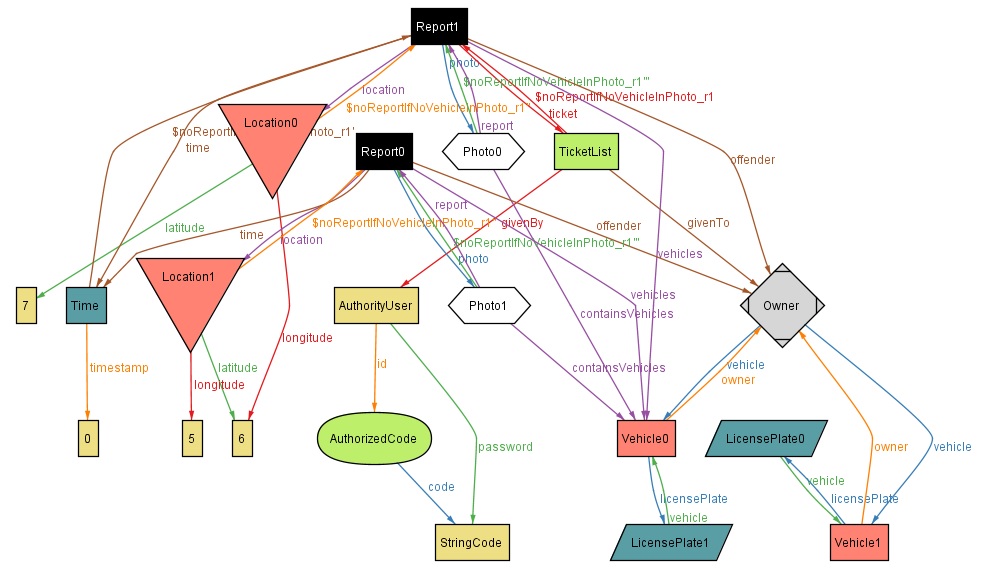 Report1
photo
$noReportIfNoVehicleInPhoto_r1'''
location
$noReportIfNoVehicleInPhoto_r1
$noReportIfNoVehicleInPhoto_r1''
ticket
Location0
report
$noReportIfNoVehicleInPhoto_r1'
time
Report0
Photo0
TicketList
offender
report
latitude
time
location
$noReportIfNoVehicleInPhoto_r1''
givenBy
offender
givenTo
$noReportIfNoVehicleInPhoto_r1'''
photo
vehicles
Location1
7
Time
AuthorityUser
Photo1
vehicles
Owner
containsVehicles
longitude
timestamp
latitude
longitude
id
containsVehicles
vehicle
owner
0
5
6
AuthorizedCode
password
Vehicle0
LicensePlate0
owner
vehicle
code
licensePlate
vehicle
vehicle
licensePlate
StringCode
LicensePlate1
Vehicle1